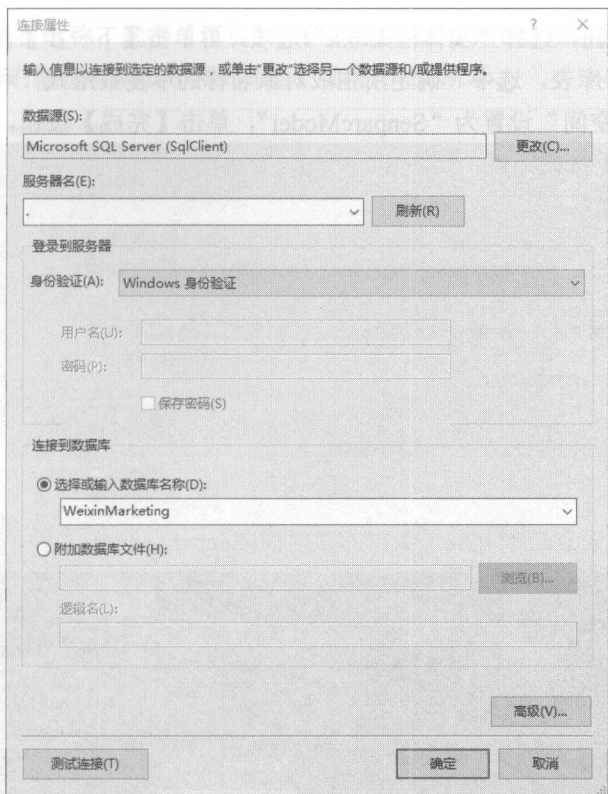 连接属性
? ×
输入信息以连接到选定的数据源，或单击“更改”选择另一个数据源和/或提供程序。
数据源(S):
Microsoft SQL Server (SqlClient)
更改(C)...
服务器名(E):
.
刷新(R)
登录到服务器
身份验证(A):
Windows 身份验证
用户名(U):
密码(P):
保存密码(S)
连接到数据库
选择或输入数据库名称(D):
WeixinMarketing
附加数据库文件(H):
浏览(B)...
逻辑名(L):
高级(V)...
测试连接(T)
确定
取消